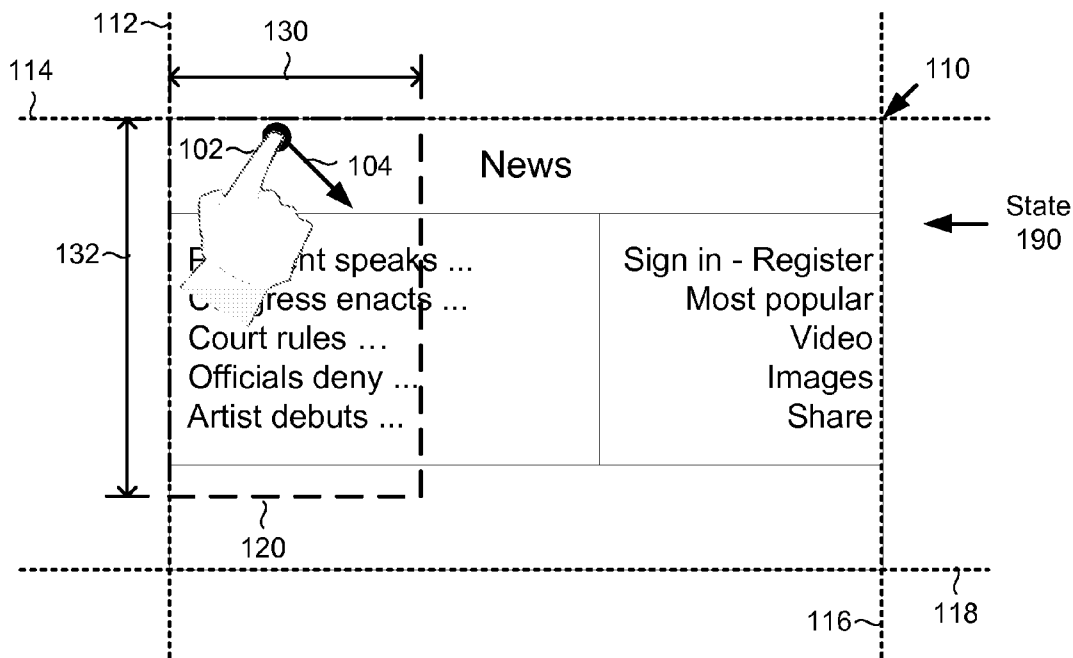 112
130
114
110
102
104
News
State
190
132
nt speaks ...
gress enacts ...
Court rules ...
Officials deny ...
Artist debuts ...
Sign in - Register
Most popular
Video
Images
Share
120
116
118